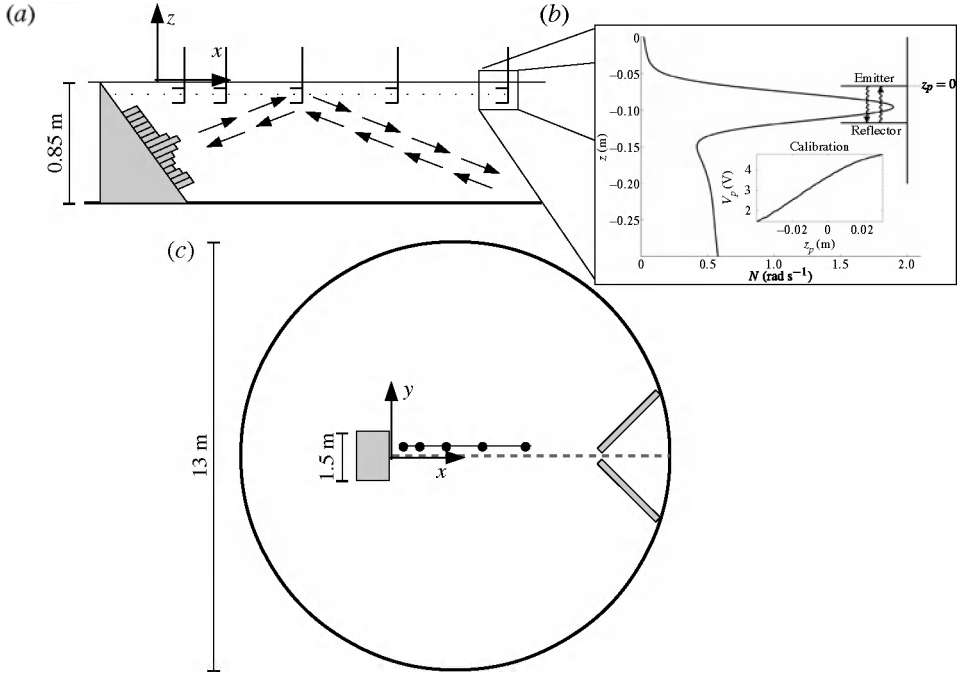 (a)
z
x
0.85 m
(b)
0
−0.05
−0.10
−0.15
−0.20
−0.25
z (m)
Emitter
z_p = 0
Reflector
Calibration
4
2
V_p (V)
−0.02
0
0.02
z_p (m)
0
0.5
1.0
1.5
2.0
N (rad s⁻¹)
(c)
13 m
1.5 m
y
x